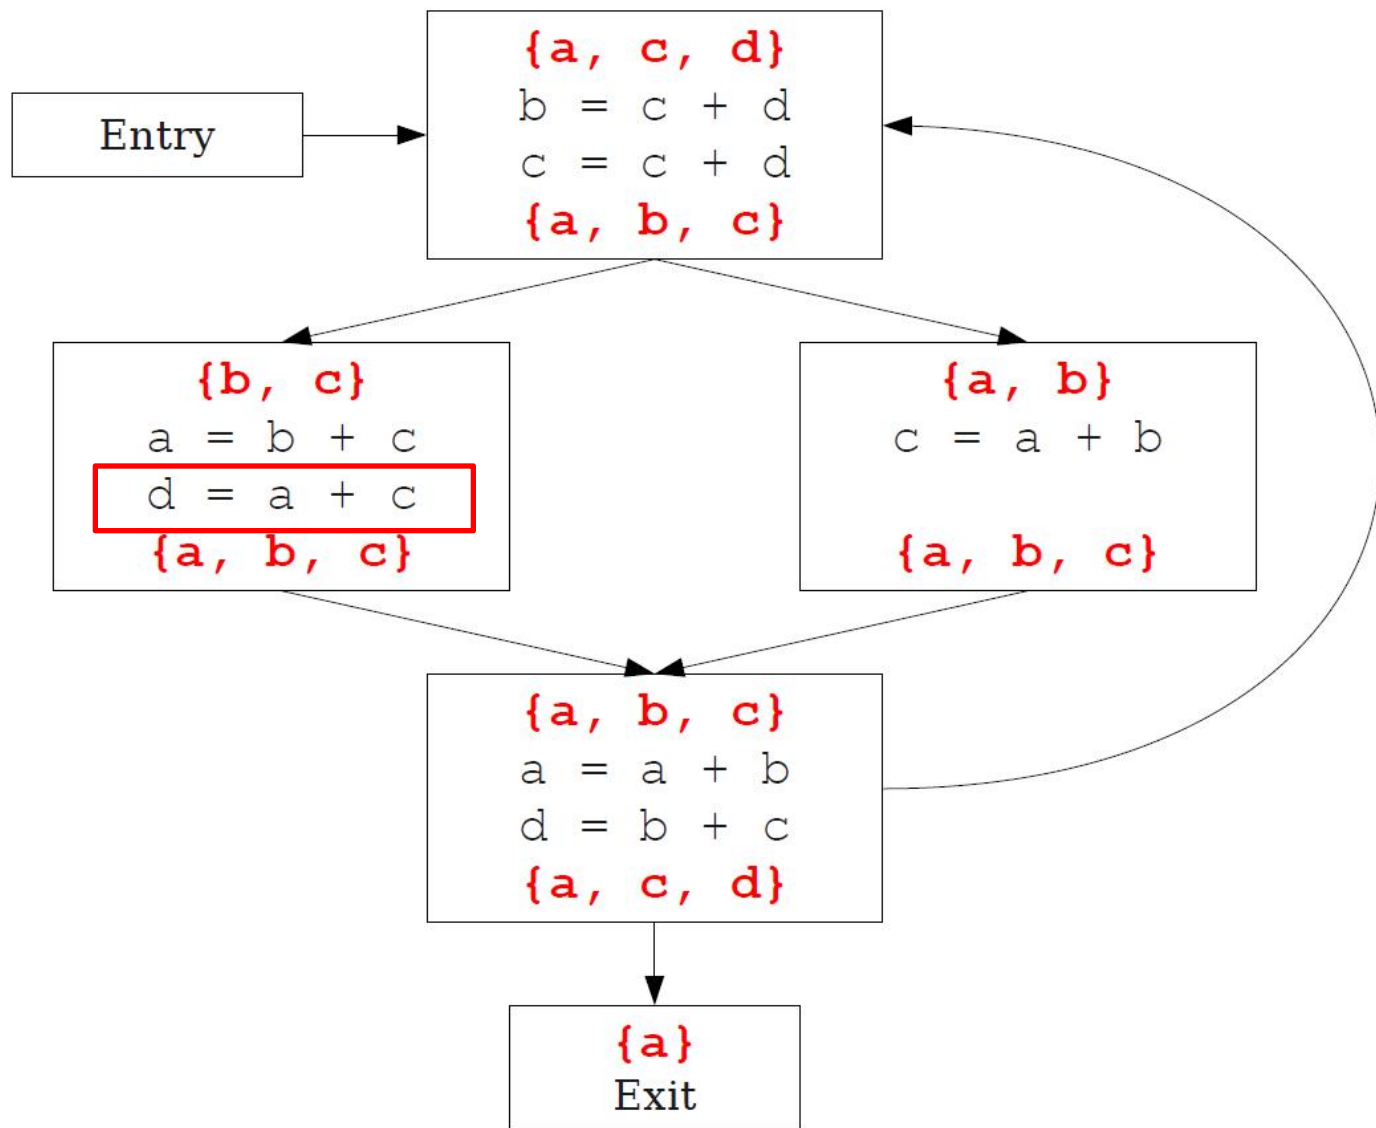 Entry
{a, c, d}
b = c + d
c = c + d
{a, b, c}
{b, c}
a = b + c
d = a + c
{a, b, c}
{a, b}
c = a + b
{a, b, c}
{a, b, c}
a = a + b
d = b + c
{a, c, d}
{a}
Exit